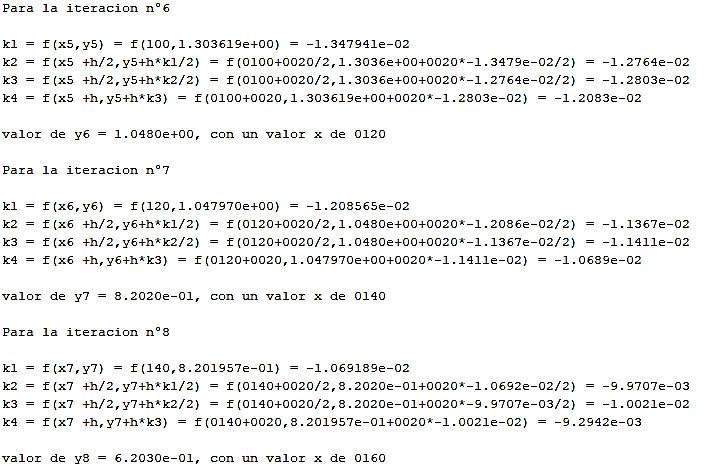 Para la iteracion n°6
k1 = f(x5,y5) = f(100,1.303619e+00) = -1.347941e-02
k2 = f(x5 +h/2,y5+h*k1/2) = f(0100+0020/2,1.3036e+00+0020*-1.3479e-02/2) = -1.2764e-02
k3 = f(x5 +h/2,y5+h*k2/2) = f(0100+0020/2,1.3036e+00+0020*-1.2764e-02/2) = -1.2803e-02
k4 = f(x5 +h,y5+h*k3) = f(0100+0020,1.303619e+00+0020*-1.2803e-02) = -1.2083e-02
valor de y6 = 1.0480e+00, con un valor x de 0120
Para la iteracion n°7
k1 = f(x6,y6) = f(120,1.047970e+00) = -1.208565e-02
k2 = f(x6 +h/2,y6+h*k1/2) = f(0120+0020/2,1.0480e+00+0020*-1.2086e-02/2) = -1.1367e-02
k3 = f(x6 +h/2,y6+h*k2/2) = f(0120+0020/2,1.0480e+00+0020*-1.1367e-02/2) = -1.1411e-02
k4 = f(x6 +h,y6+h*k3) = f(0120+0020,1.047970e+00+0020*-1.1411e-02) = -1.0689e-02
valor de y7 = 8.2020e-01, con un valor x de 0140
Para la iteracion n°8
k1 = f(x7,y7) = f(140,8.201957e-01) = -1.069189e-02
k2 = f(x7 +h/2,y7+h*k1/2) = f(0140+0020/2,8.2020e-01+0020*-1.0692e-02/2) = -9.9707e-03
k3 = f(x7 +h/2,y7+h*k2/2) = f(0140+0020/2,8.2020e-01+0020*-9.9707e-03/2) = -1.0021e-02
k4 = f(x7 +h,y7+h*k3) = f(0140+0020,8.201957e-01+0020*-1.0021e-02) = -9.2942e-03
valor de y8 = 6.2030e-01, con un valor x de 0160